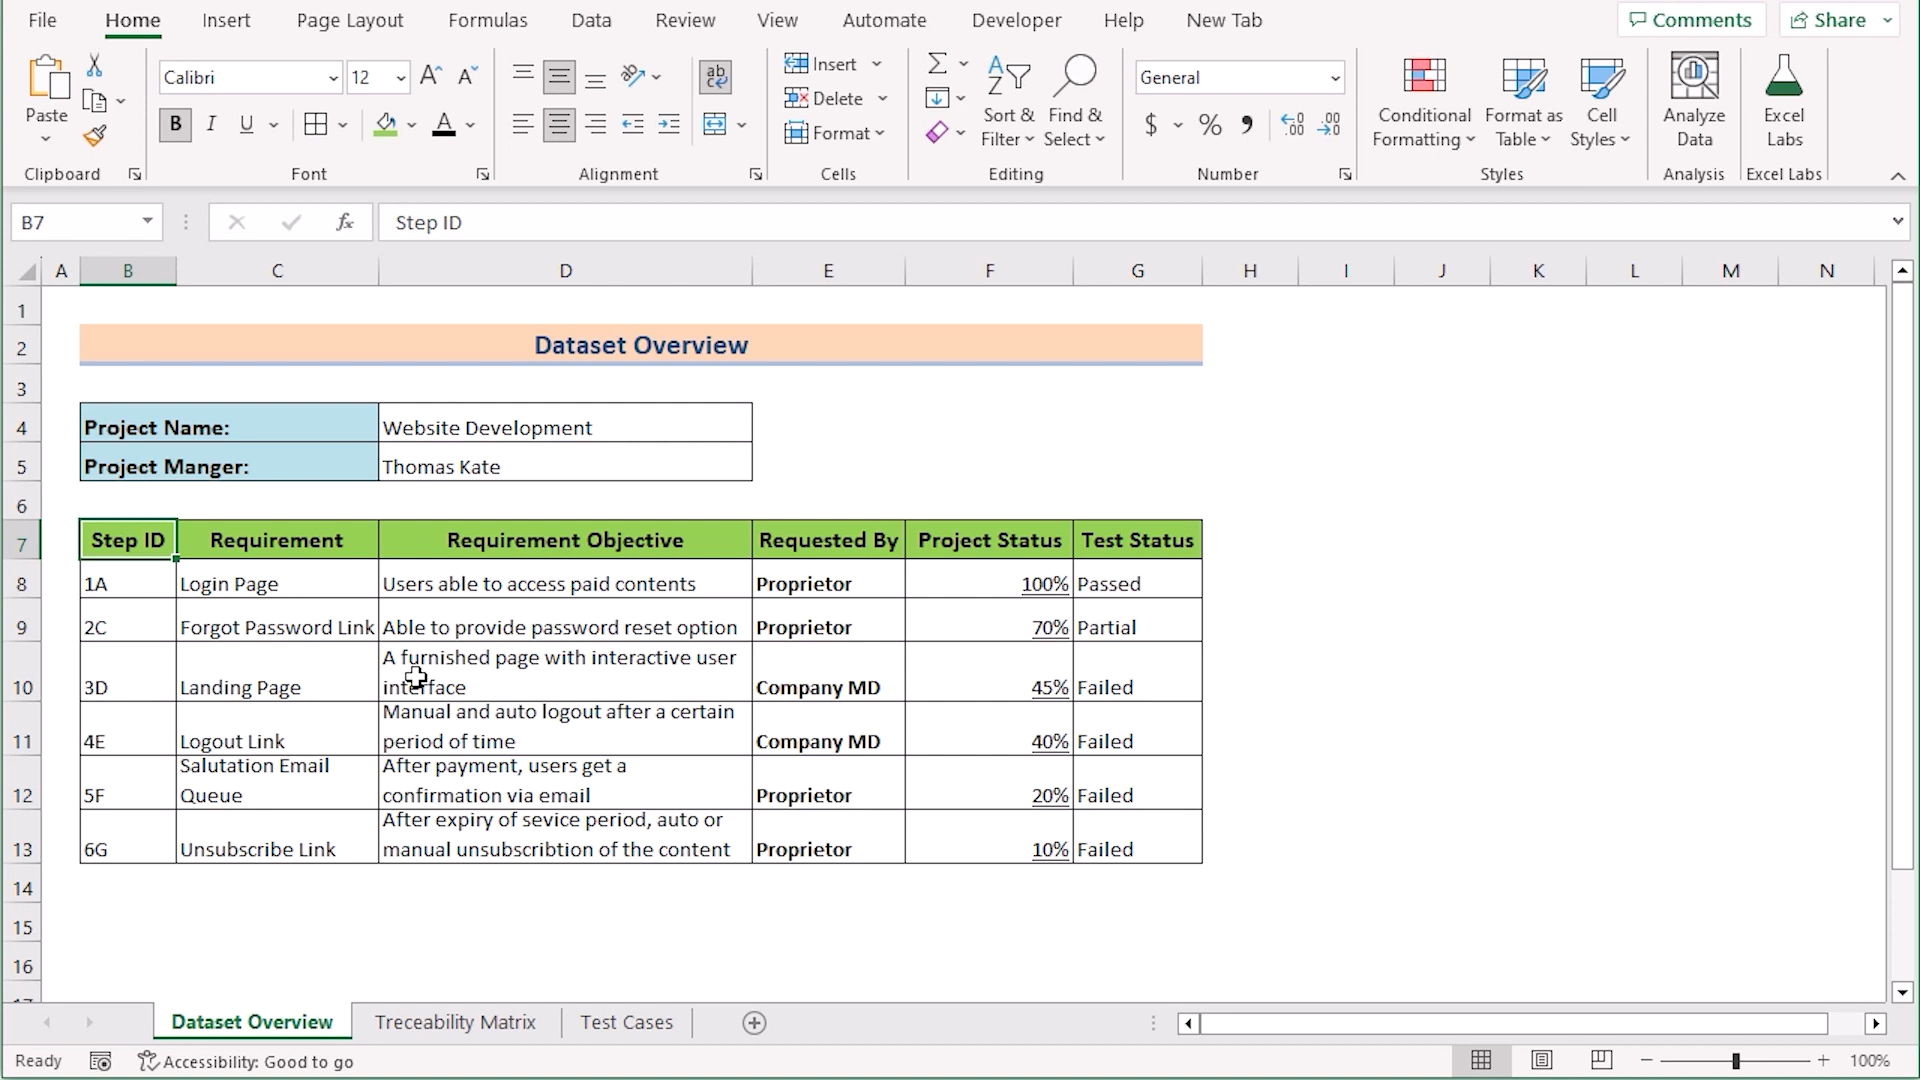 File Home Insert Page Layout Formulas Data Review View Automate Developer Help New Tab Comments Share
Paste
Clipboard
Calibri 12
B I U A
Font
ab
Alignment
Insert
Delete
Format
Cells
Sort & Filter
Find & Select
Editing
General
$ % 9
Number
Conditional Formatting
Format as Table
Cell Styles
Styles
Analyze Data
Analysis
Excel Labs
Excel Labs
B7 fx Step ID
A B C D E F G H I J K L M N
1
2 Dataset Overview
3
4 Project Name: Website Development
5 Project Manger: Thomas Kate
6
7 Step ID Requirement Requirement Objective Requested By Project Status Test Status
8 1A Login Page Users able to access paid contents Proprietor 100% Passed
9 2C Forgot Password Link Able to provide password reset option Proprietor 70% Partial
A furnished page with interactive user
10 3D Landing Page interface Company MD 45% Failed
Manual and auto logout after a certain
11 4E Logout Link period of time Company MD 40% Failed
Salutation Email After payment, users get a
12 5F Queue confirmation via email Proprietor 20% Failed
After expiry of sevice period, auto or
13 6G Unsubscribe Link manual unsubscribtion of the content Proprietor 10% Failed
14
15
16
Dataset Overview Treceability Matrix Test Cases
Ready Accessibility: Good to go 100%